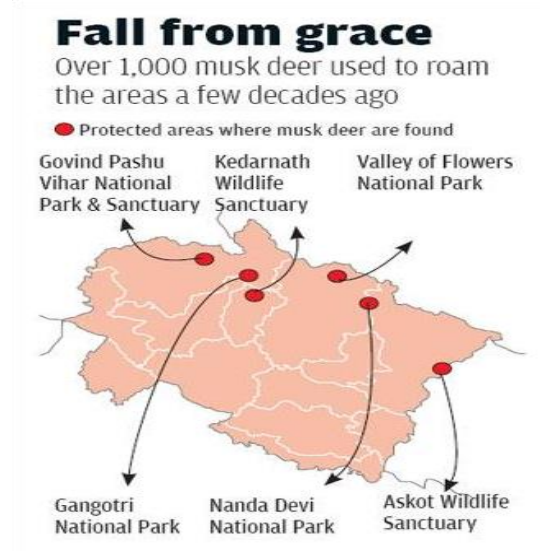 Fall from grace
Over 1,000 musk deer used to roam
the areas a few decades ago
Protected areas where musk deer are found
Govind Pashu
Vihar National
Park & Sanctuary
Kedarnath
Wildlife
Sanctuary
Valley of Flowers
National Park
Gangotri
National Park
Nanda Devi
National Park
Askot Wildlife
Sanctuary